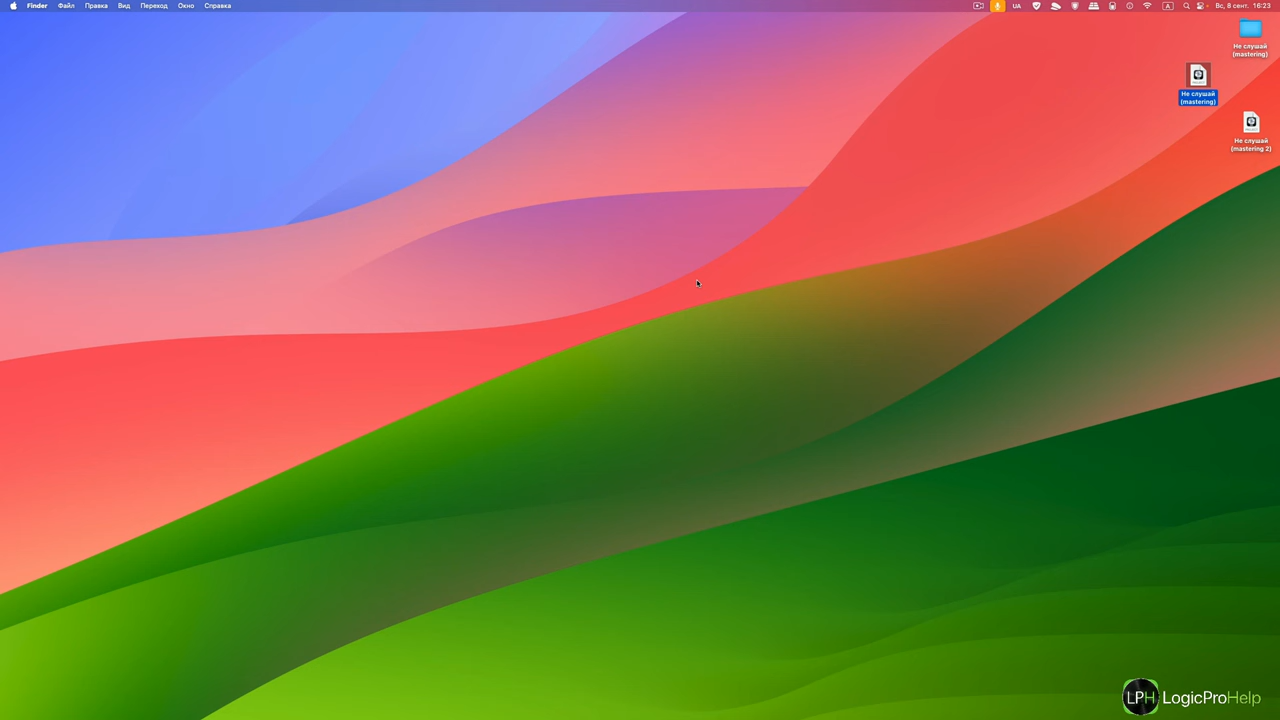 Finder Файл Правка Вид Переход Окно Справка
UA A Вс, 8 сент. 16:23
Не слушай
(mastering)
Не слушай
(mastering)
Не слушай
(mastering 2)
LPH LogicProHelp